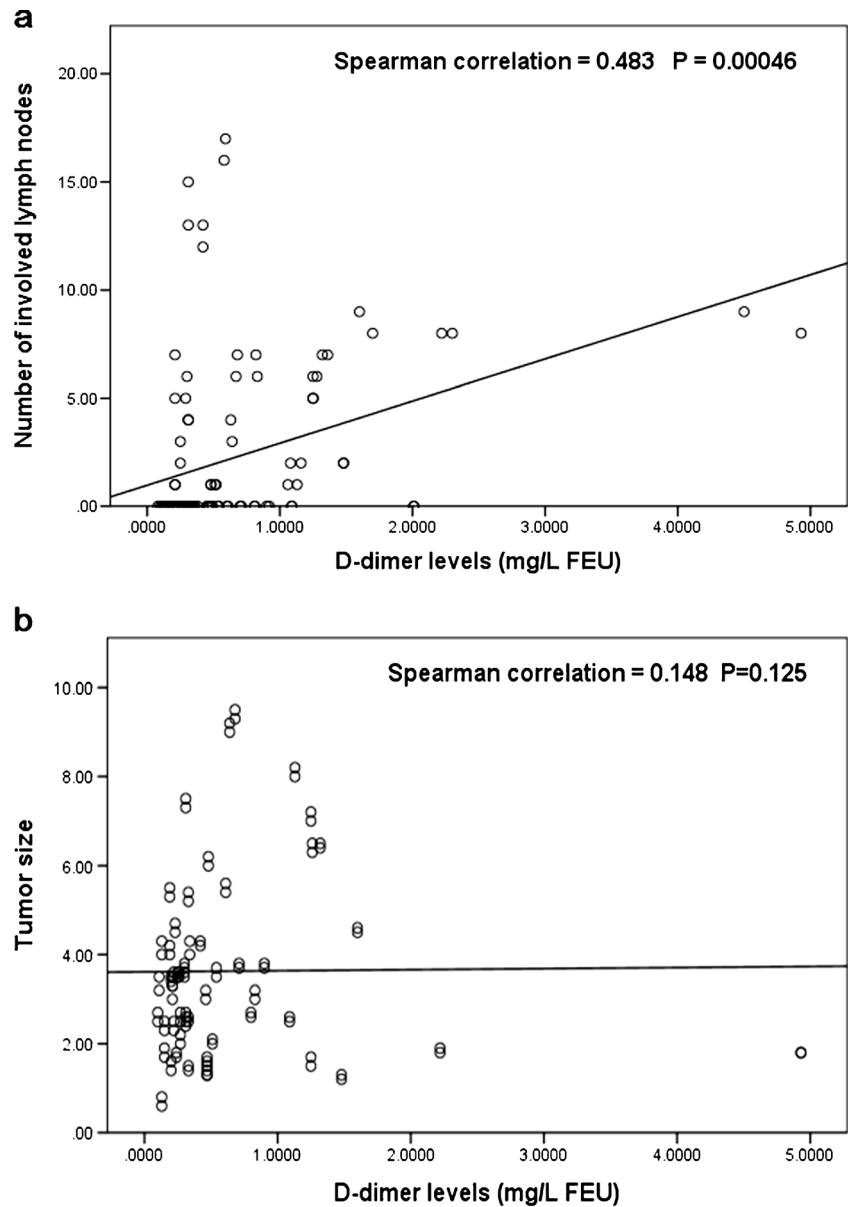 a
Spearman correlation = 0.483 P = 0.00046
Number of involved lymph nodes
20.00
15.00
10.00
5.00
.00
.0000 1.0000 2.0000 3.0000 4.0000 5.0000
D-dimer levels (mg/L FEU)
b
Spearman correlation = 0.148 P=0.125
Tumor size
10.00
8.00
6.00
4.00
2.00
.00
.0000 1.0000 2.0000 3.0000 4.0000 5.0000
D-dimer levels (mg/L FEU)